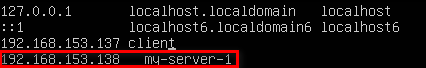 127.0.0.1 localhost.localdomain localhost
::1 localhost6.localdomain6 localhost6
192.168.153.137 client
192.168.153.138 my-server-1